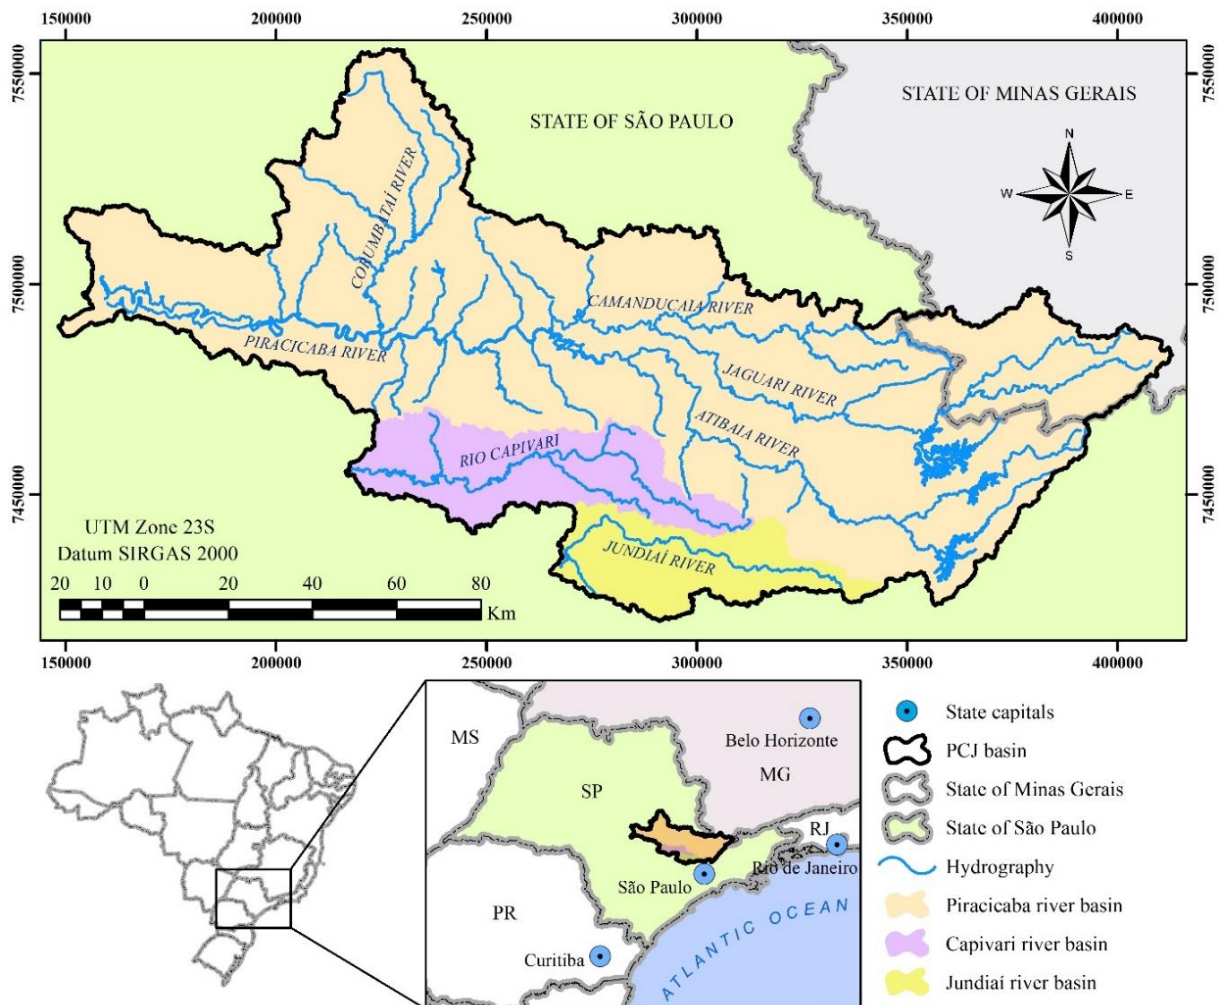 150000 200000 250000 300000 350000 400000
7550000 7550000
STATE OF MINAS GERAIS
STATE OF SÃO PAULO
N
W E
S
CORUMBATAÍ RIVER
7500000 7500000
CAMANDUCAIA RIVER
PIRACICABA RIVER
JAGUARI RIVER
ATIBAIA RIVER
RIO CAPIVARI
7450000 7450000
JUNDIAÍ RIVER
UTM Zone 23S
Datum SIRGAS 2000
20 10 0 20 40 60 80
Km
150000 200000 250000 300000 350000 400000
MS
Belo Horizonte
MG
SP
RJ
Rio de Janeiro
São Paulo
PR
Curitiba
ATLANTIC OCEAN
State capitals
PCJ basin
State of Minas Gerais
State of São Paulo
Hydrography
Piracicaba river basin
Capivari river basin
Jundiaí river basin